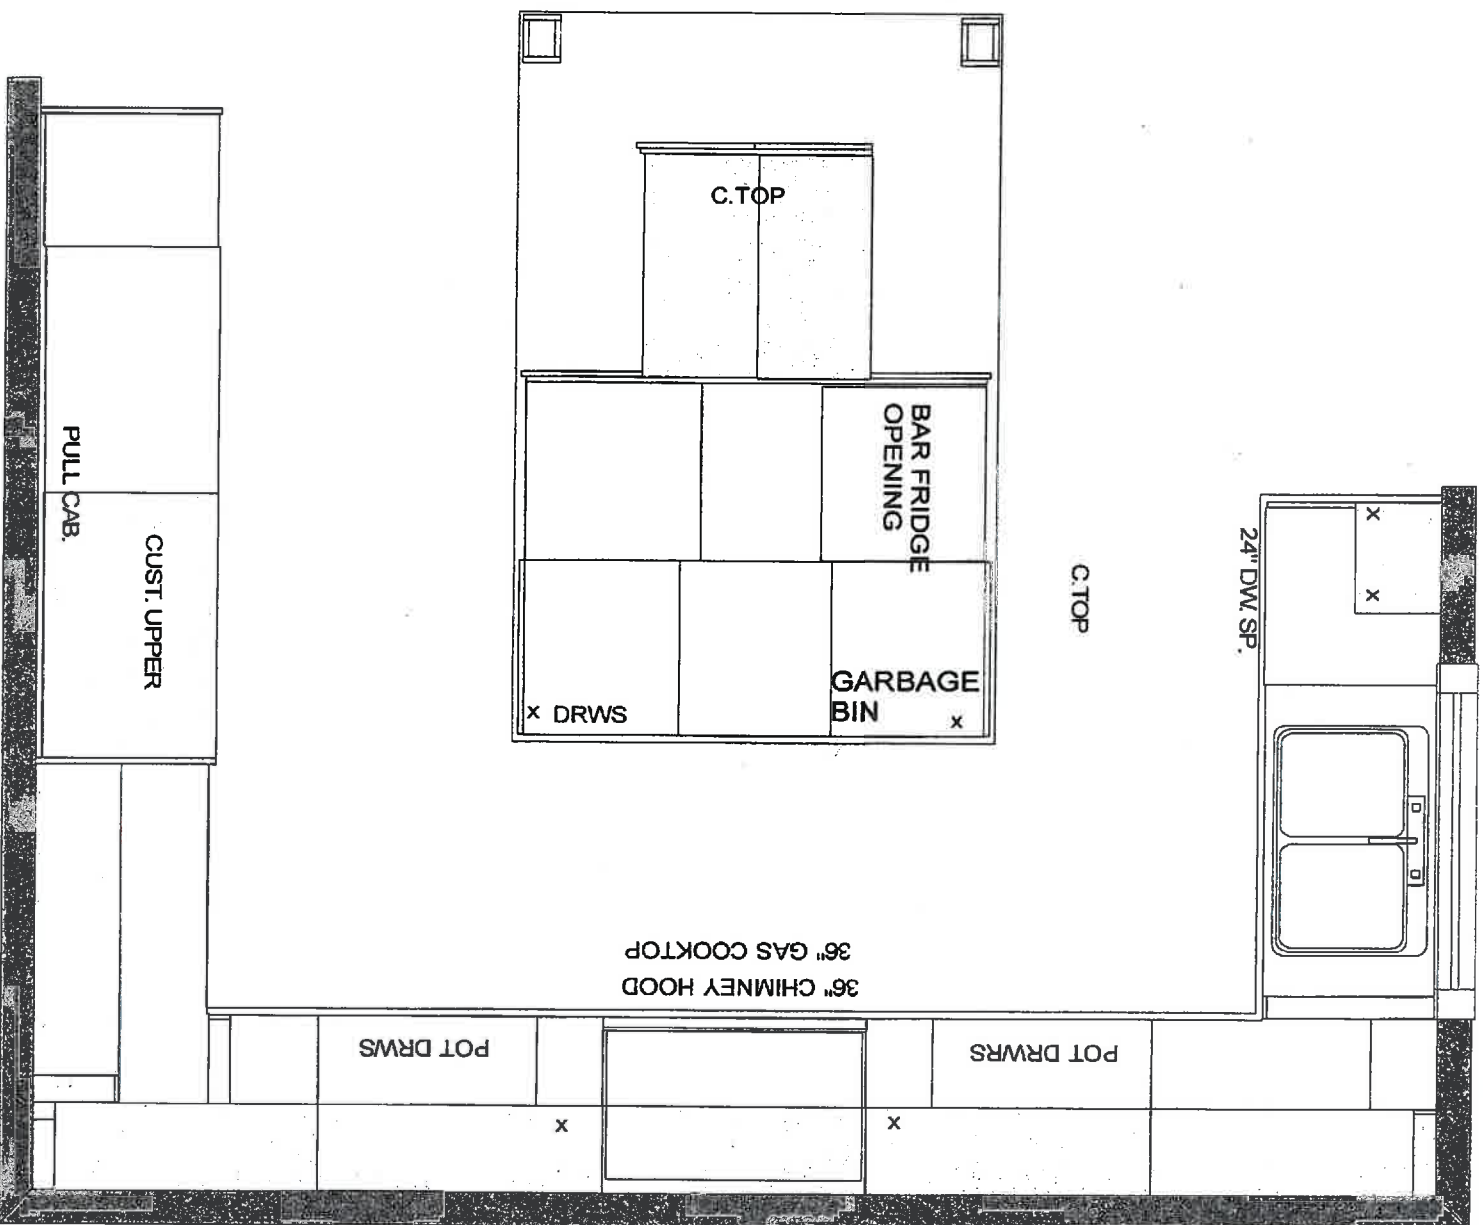 C.TOP
BAR FRIDGE
OPENING
PULL CAB.
CUST. UPPER
C.TOP
24" DW. SP.
x
x
GARBAGE
BIN
x DRWS
x
36" GAS COOKTOP
36" CHIMNEY HOOD
POT DRWS
POT DRWRS
x
x